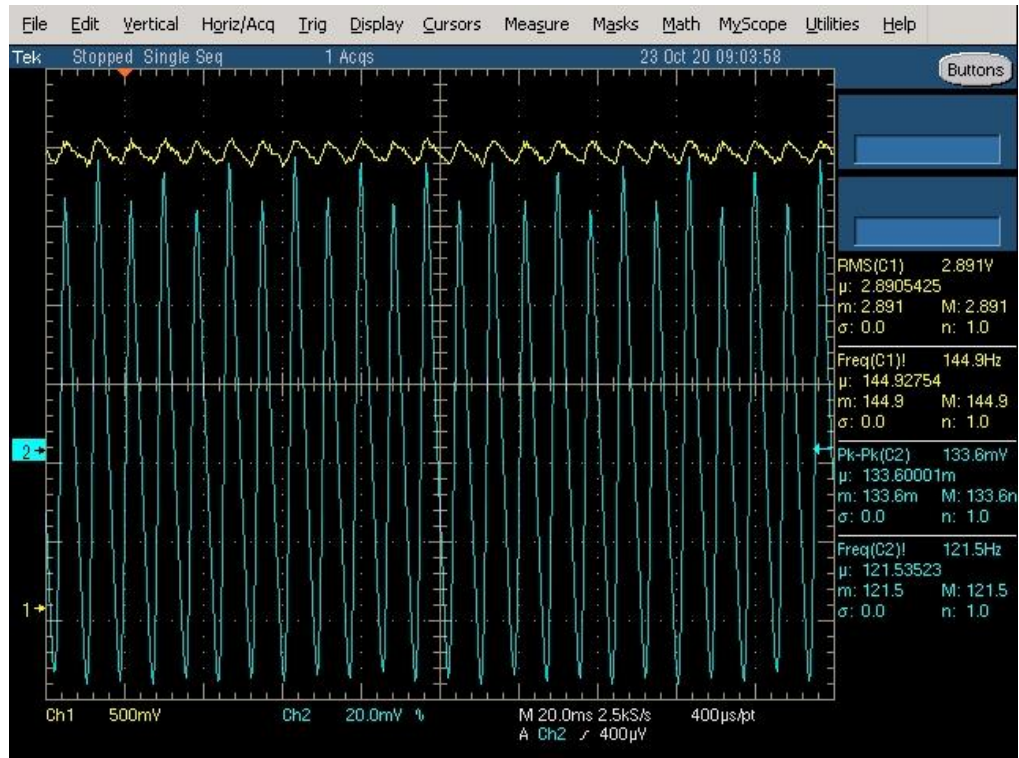 File Edit Vertical Horiz/Acq Trig Display Cursors Measure Masks Math MyScope Utilities Help
Tek Stopped Single Seq 1 Acqs 23 Oct 20 09:03:58
Buttons
RMS(C1) 2.891V
μ: 2.8905425
m: 2.891 M: 2.891
σ: 0.0 n: 1.0
Freq(C1)! 144.9Hz
μ: 144.92754
m: 144.9 M: 144.9
σ: 0.0 n: 1.0
2
Pk-Pk(C2) 133.6mV
μ: 133.60001m
m: 133.6m M: 133.6n
σ: 0.0 n: 1.0
Freq(C2)! 121.5Hz
μ: 121.53523
m: 121.5 M: 121.5
σ: 0.0 n: 1.0
1
Ch1 500mV Ch2 20.0mV M 20.0ms 2.5kS/s 400μs/pt
A Ch2 400μV